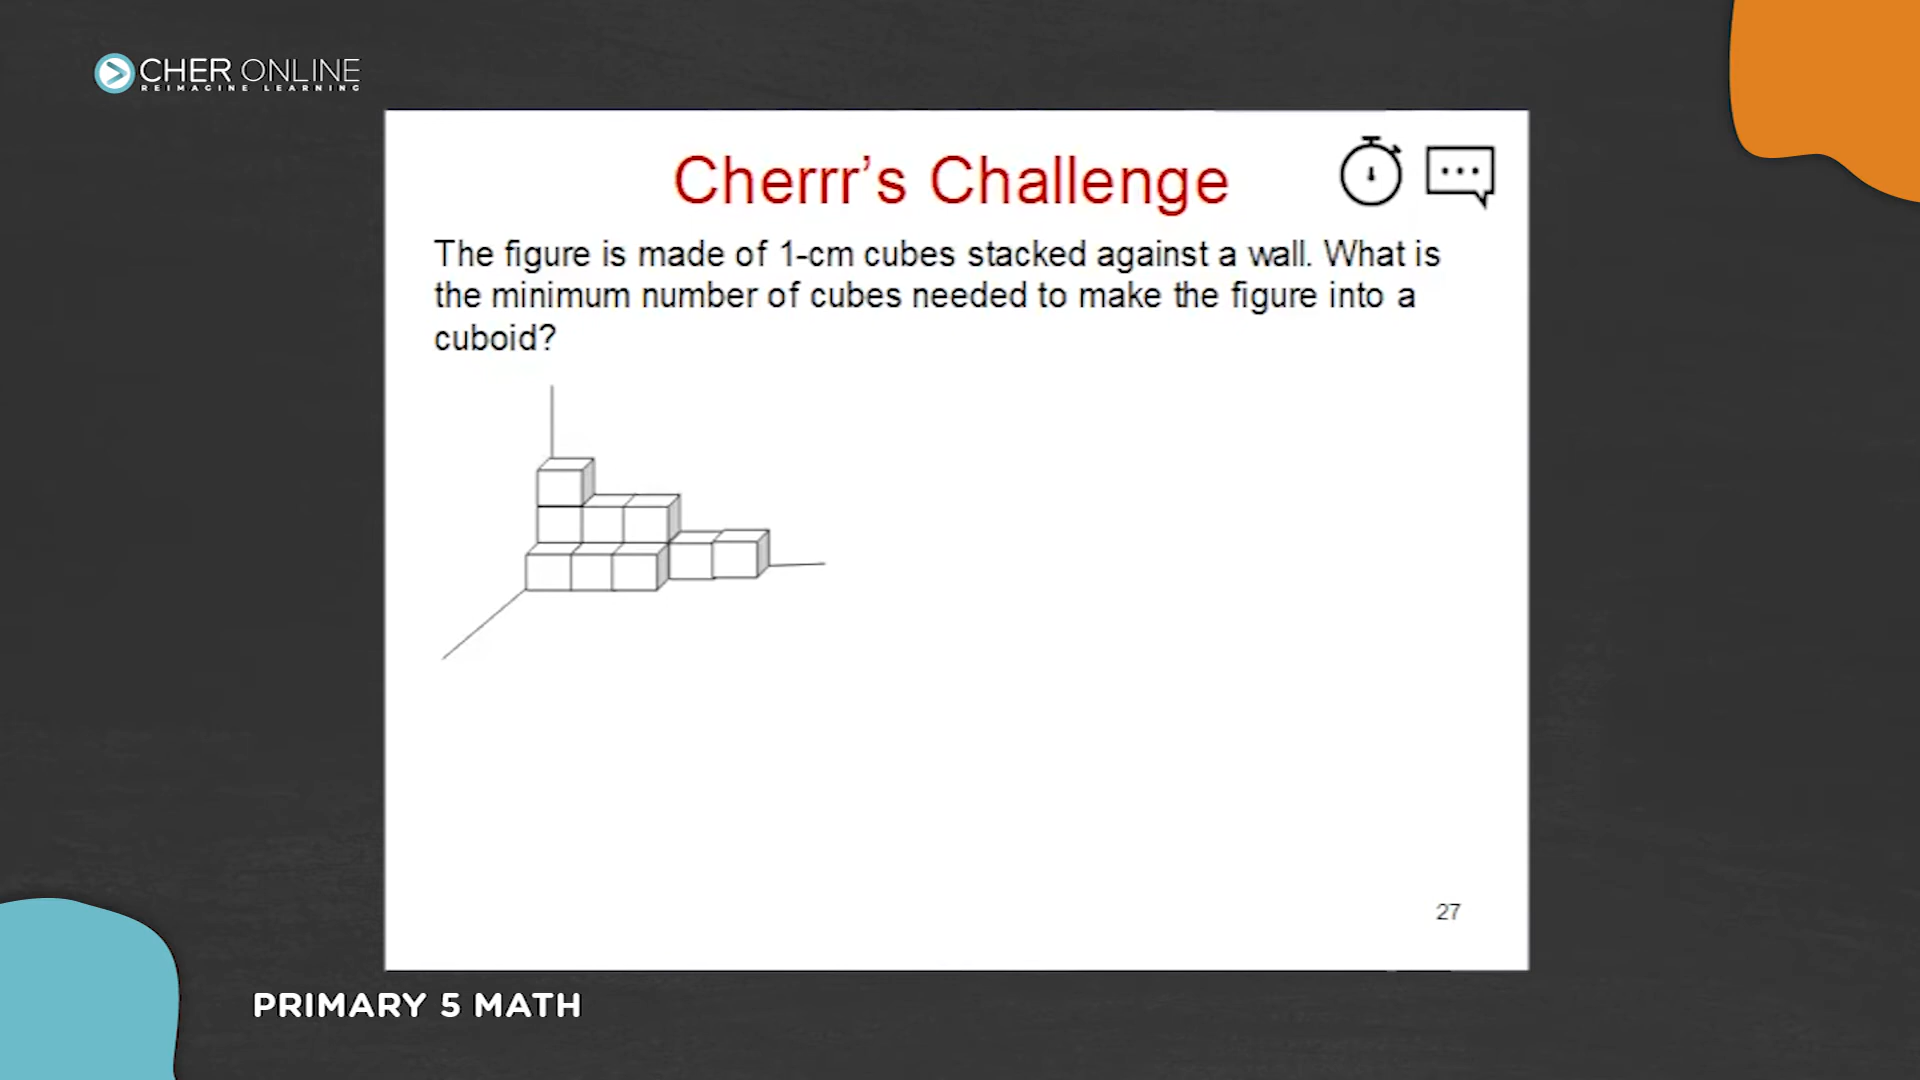 CHER ONLINE
REIMAGINE LEARNING
Cherrr's Challenge
The figure is made of 1-cm cubes stacked against a wall. What is
the minimum number of cubes needed to make the figure into a
cuboid?
27
PRIMARY 5 MATH